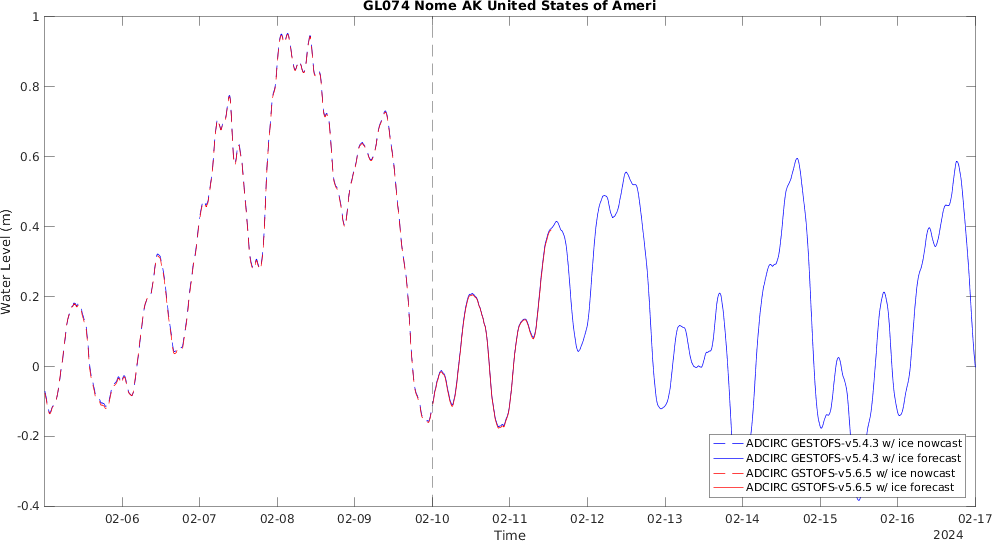 GL074 Nome AK United States of Ameri
1
0.8
0.6
0.4
0.2
0
-0.2
-0.4
Water Level (m)
ADCIRC GESTOFS-v5.4.3 w/ ice nowcast
ADCIRC GESTOFS-v5.4.3 w/ ice forecast
ADCIRC GSTOFS-v5.6.5 w/ ice nowcast
ADCIRC GSTOFS-v5.6.5 w/ ice forecast
02-06 02-07 02-08 02-09 02-10 02-11 02-12 02-13 02-14 02-15 02-16 02-17
Time
2024